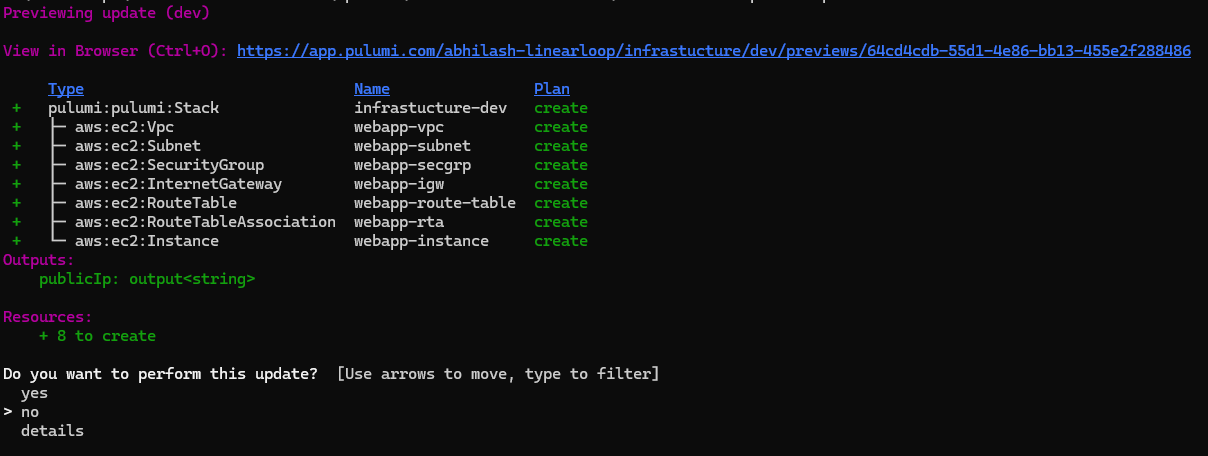 Previewing update (dev)
View in Browser (Ctrl+O): https://app.pulumi.com/abhilash-linearloop/infrastucture/dev/previews/64cd4cdb-55d1-4e86-bb13-455e2f288486
Type Name Plan
+ pulumi:pulumi:Stack infrastucture-dev create
+ ├─ aws:ec2:Vpc webapp-vpc create
+ ├─ aws:ec2:Subnet webapp-subnet create
+ ├─ aws:ec2:SecurityGroup webapp-secgrp create
+ ├─ aws:ec2:InternetGateway webapp-igw create
+ ├─ aws:ec2:RouteTable webapp-route-table create
+ ├─ aws:ec2:RouteTableAssociation webapp-rta create
+ └─ aws:ec2:Instance webapp-instance create
Outputs:
publicIp: output<string>
Resources:
+ 8 to create
Do you want to perform this update? [Use arrows to move, type to filter]
yes
> no
details